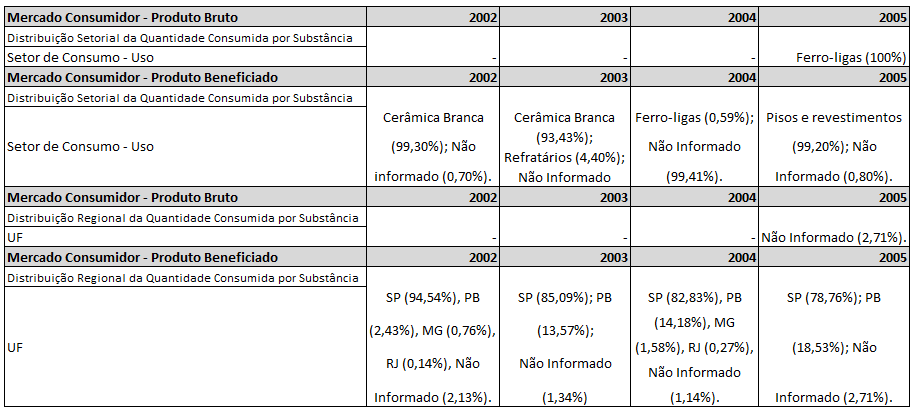 Mercado Consumidor - Produto Bruto 2002 2003 2004 2005
Distribuição Setorial da Quantidade Consumida por Substância
Setor de Consumo - Uso - - - Ferro-ligas (100%)
Mercado Consumidor - Produto Beneficiado 2002 2003 2004 2005
Distribuição Setorial da Quantidade Consumida por Substância
Setor de Consumo - Uso
Cerâmica Branca
(99,30%); Não
informado (0,70%).
Cerâmica Branca
(93,43%);
Refratários (4,40%);
Não Informado
Ferro-ligas (0,59%);
Não Informado
(99,41%).
Pisos e revestimentos
(99,20%); Não
Informado (0,80%).
Mercado Consumidor - Produto Bruto 2002 2003 2004 2005
Distribuição Regional da Quantidade Consumida por Substância
UF - - - Não Informado (2,71%).
Mercado Consumidor - Produto Beneficiado 2002 2003 2004 2005
Distribuição Regional da Quantidade Consumida por Substância
UF
SP (94,54%), PB
(2,43%), MG (0,76%),
RJ (0,14%), Não
Informado (2,13%).
SP (85,09%); PB
(13,57%);
Não Informado
(1,34%)
SP (82,83%), PB
(14,18%), MG
(1,58%), RJ (0,27%),
Não Informado
(1,14%).
SP (78,76%); PB
(18,53%); Não
Informado (2,71%).